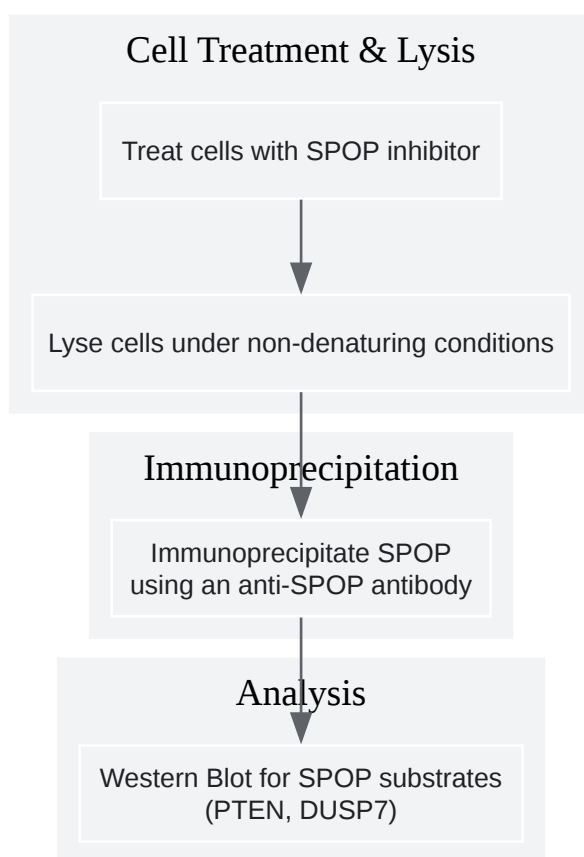 Cell Treatment & Lysis
Treat cells with SPOP inhibitor
Lyse cells under non-denaturing conditions
Immunoprecipitation
Immunoprecipitate SPOP
using an anti-SPOP antibody
Analysis
Western Blot for SPOP substrates
(PTEN, DUSP7)